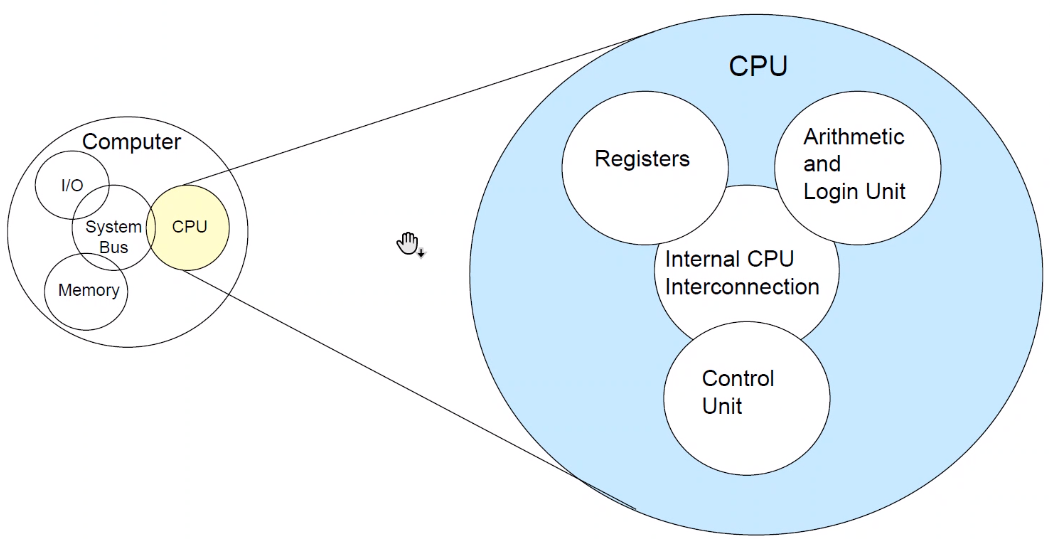 Computer
I/O
System
Bus
CPU
Memory
CPU
Registers
Arithmetic
and
Login Unit
Internal CPU
Interconnection
Control
Unit